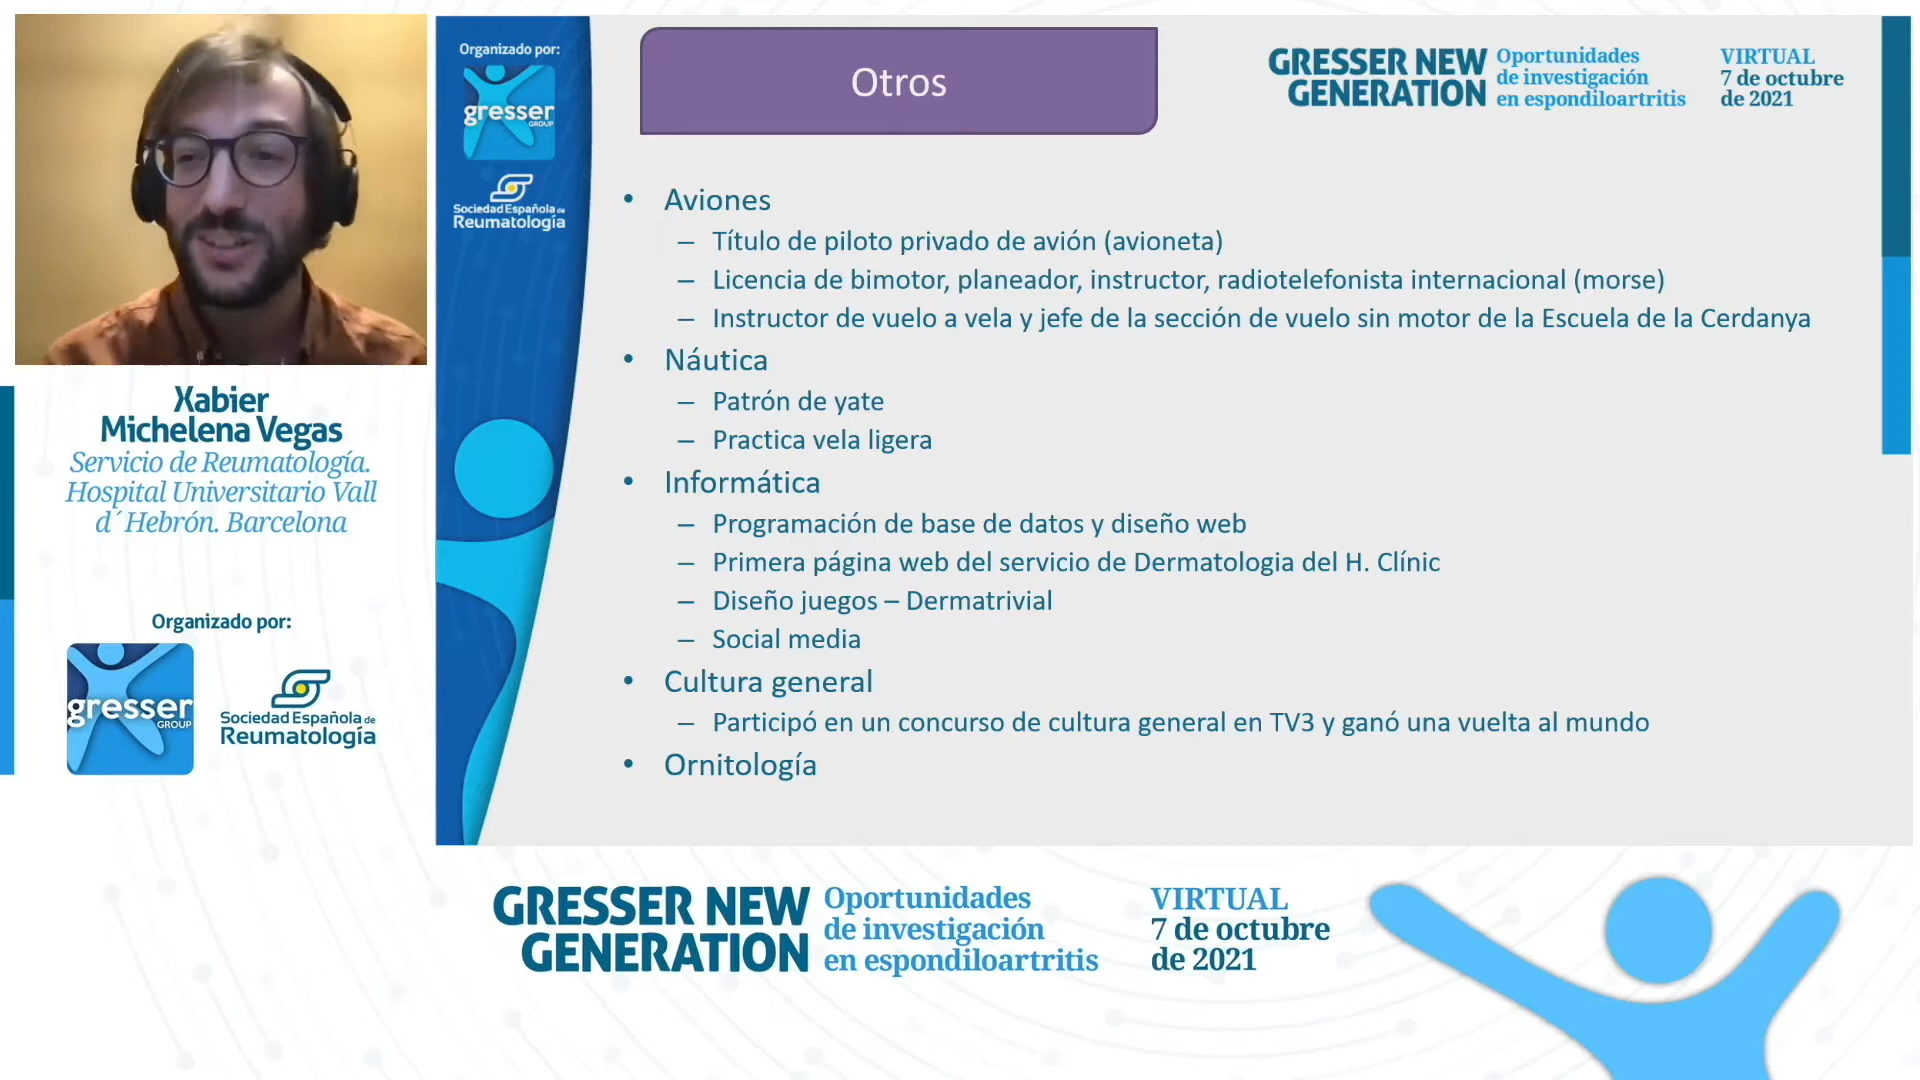 Xabier
Michelena Vegas
Servicio de Reumatología.
Hospital Universitario Vall
d´ Hebrón. Barcelona
Organizado por:
gresser
GROUP
Sociedad Española de
Reumatología
Organizado por:
gresser
GROUP
Sociedad Española de
Reumatología
Otros
GRESSER NEW
GENERATION
Oportunidades
de investigación
en espondiloartritis
VIRTUAL
7 de octubre
de 2021
• Aviones
– Título de piloto privado de avión (avioneta)
– Licencia de bimotor, planeador, instructor, radiotelefonista internacional (morse)
– Instructor de vuelo a vela y jefe de la sección de vuelo sin motor de la Escuela de la Cerdanya
• Náutica
– Patrón de yate
– Practica vela ligera
• Informática
– Programación de base de datos y diseño web
– Primera página web del servicio de Dermatologia del H. Clínic
– Diseño juegos – Dermatrivial
– Social media
• Cultura general
– Participó en un concurso de cultura general en TV3 y ganó una vuelta al mundo
• Ornitología
GRESSER NEW
GENERATION
Oportunidades
de investigación
en espondiloartritis
VIRTUAL
7 de octubre
de 2021